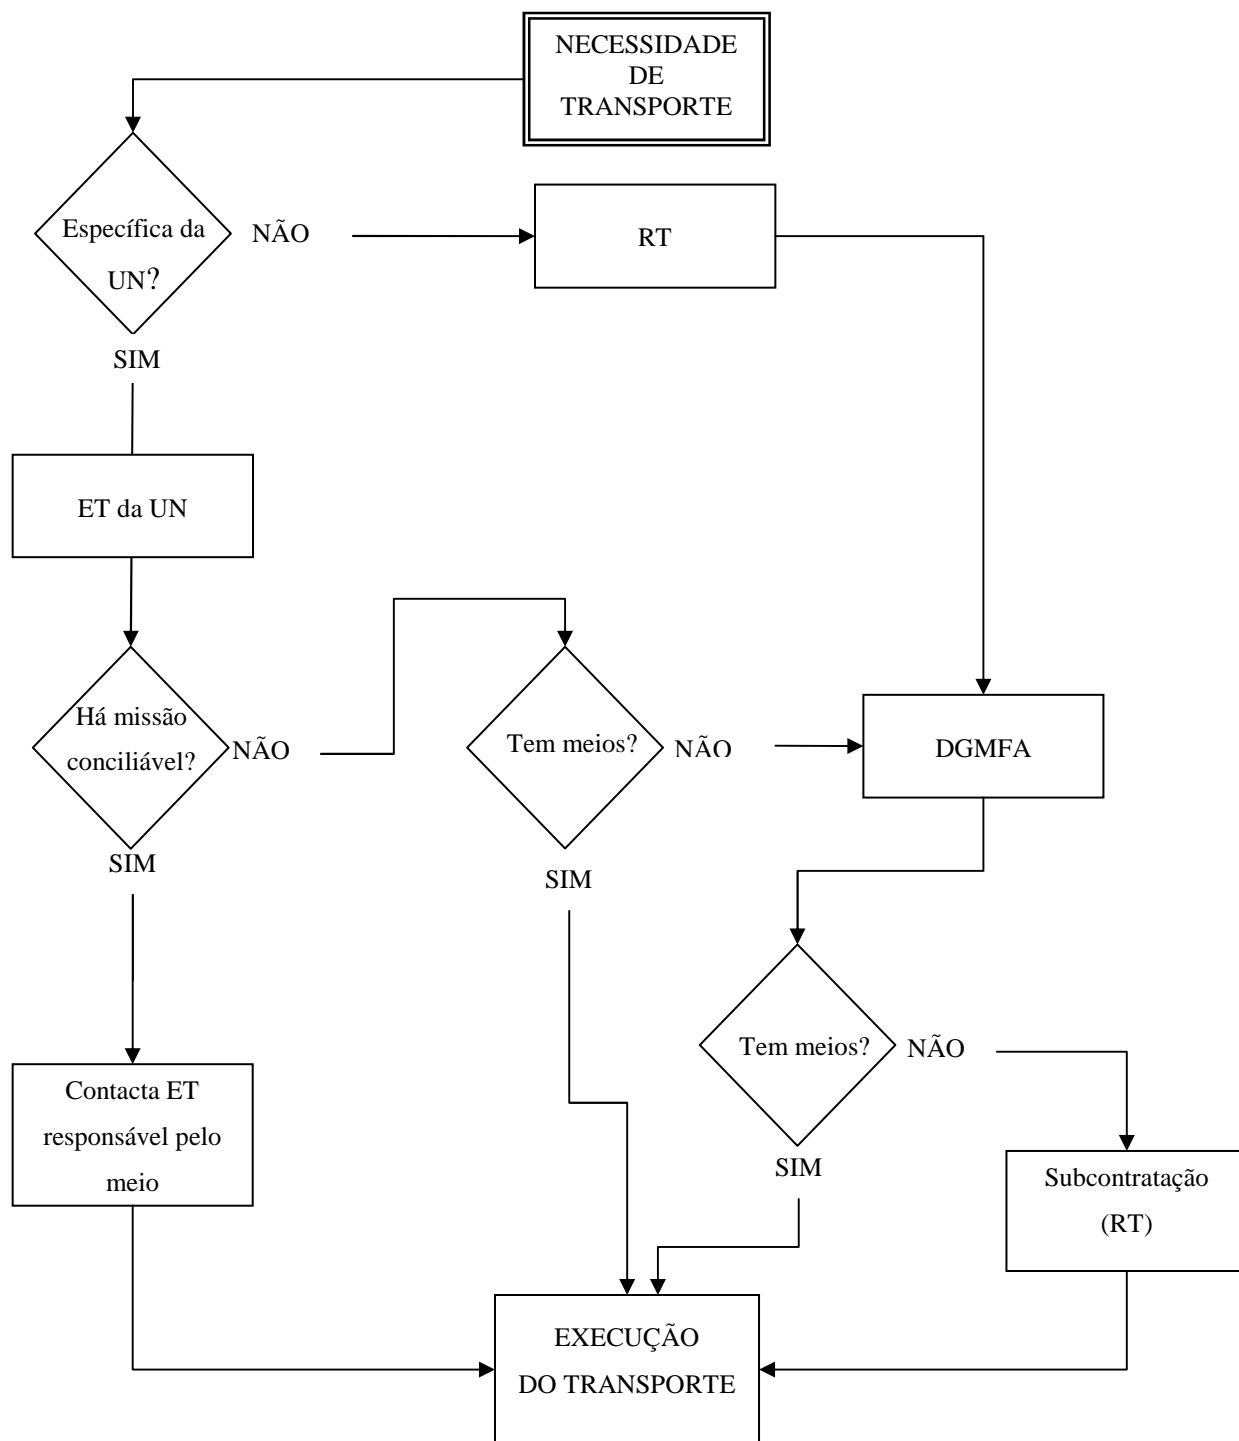 NECESSIDADE
DE
TRANSPORTE
Específica da
UN?
NÃO
RT
SIM
ET da UN
Há missão
conciliável?
NÃO
Tem meios?
NÃO
DGMFA
SIM
SIM
Tem meios?
NÃO
Contacta ET
responsável pelo
meio
SIM
Subcontratação
(RT)
EXECUÇÃO
DO TRANSPORTE